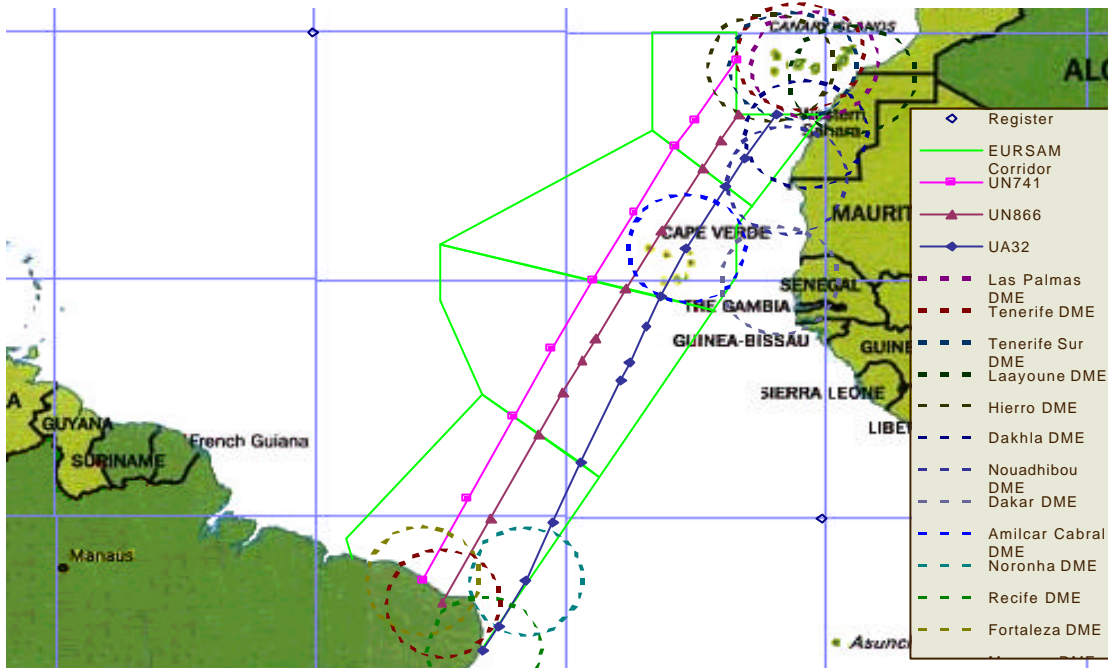 CANARY ISLANDS
ALG
Western
Sahara
MAURIT
CAPE VERDE
SENEGAL
THE GAMBIA
GUINEA-BISSAU
GUINE
SIERRA LEONE
LIBE
A
GUYANA
SURINAME
French Guiana
Manaus
Asunci
Register
EURSAM
Corridor
UN741
UN866
UA32
Las Palmas
DME
Tenerife DME
Tenerife Sur
DME
Laayoune DME
Hierro DME
Dakhla DME
Nouadhibou
DME
Dakar DME
Amilcar Cabral
DME
Noronha DME
Recife DME
Fortaleza DME